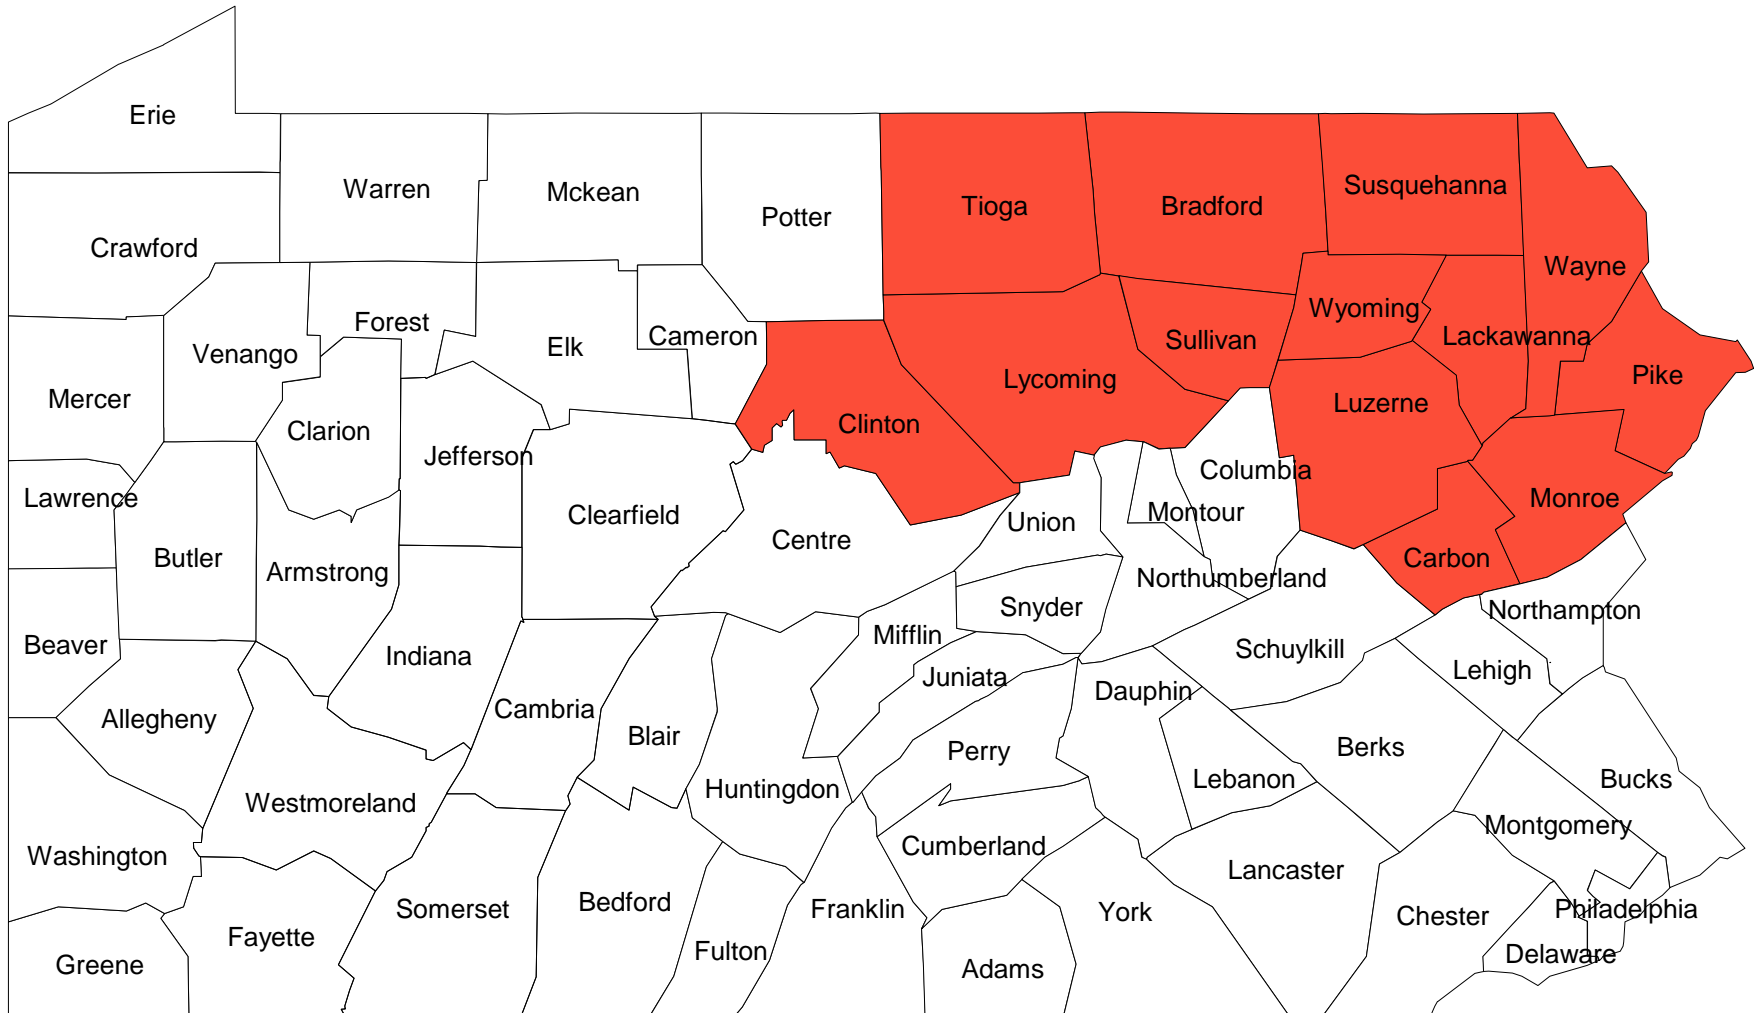 Erie
Warren
Mckean
Potter
Tioga
Bradford
Susquehanna
Crawford
Wayne
Forest
Venango
Elk
Cameron
Wyoming
Sullivan
Lackawanna
Mercer
Lycoming
Pike
Clarion
Clinton
Luzerne
Jefferson
Columbia
Lawrence
Clearfield
Centre
Union
Montour
Monroe
Butler
Armstrong
Carbon
Northumberland
Snyder
Northampton
Beaver
Indiana
Mifflin
Juniata
Schuylkill
Lehigh
Allegheny
Cambria
Blair
Dauphin
Perry
Berks
Huntingdon
Lebanon
Bucks
Westmoreland
Montgomery
Washington
Cumberland
Lancaster
Somerset
Bedford
Franklin
York
Chester
Philadelphia
Fayette
Fulton
Delaware
Greene
Adams